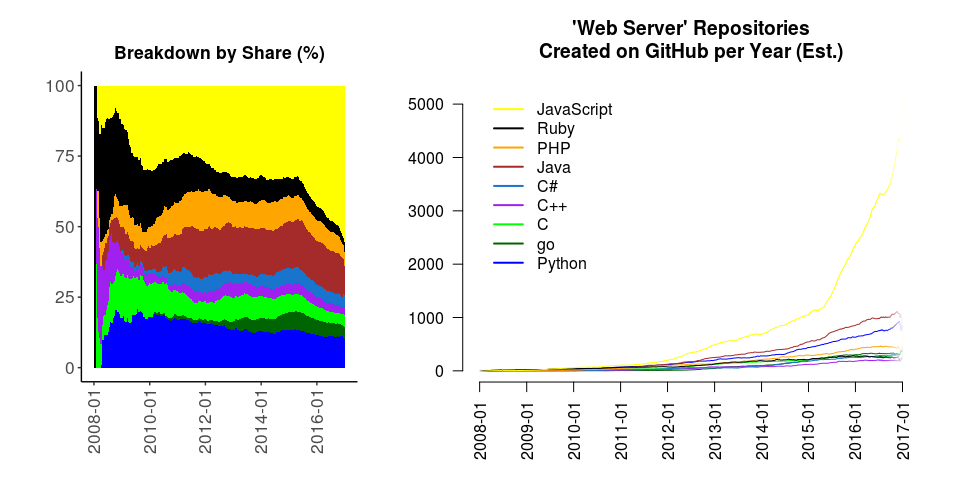 Breakdown by Share (%)
100
75
50
25
0
2008-01
2010-01
2012-01
2014-01
2016-01
'Web Server' Repositories
Created on GitHub per Year (Est.)
5000
4000
3000
2000
1000
0
JavaScript
Ruby
PHP
Java
C#
C++
C
go
Python
2008-01
2009-01
2010-01
2011-01
2012-01
2013-01
2014-01
2015-01
2016-01
2017-01